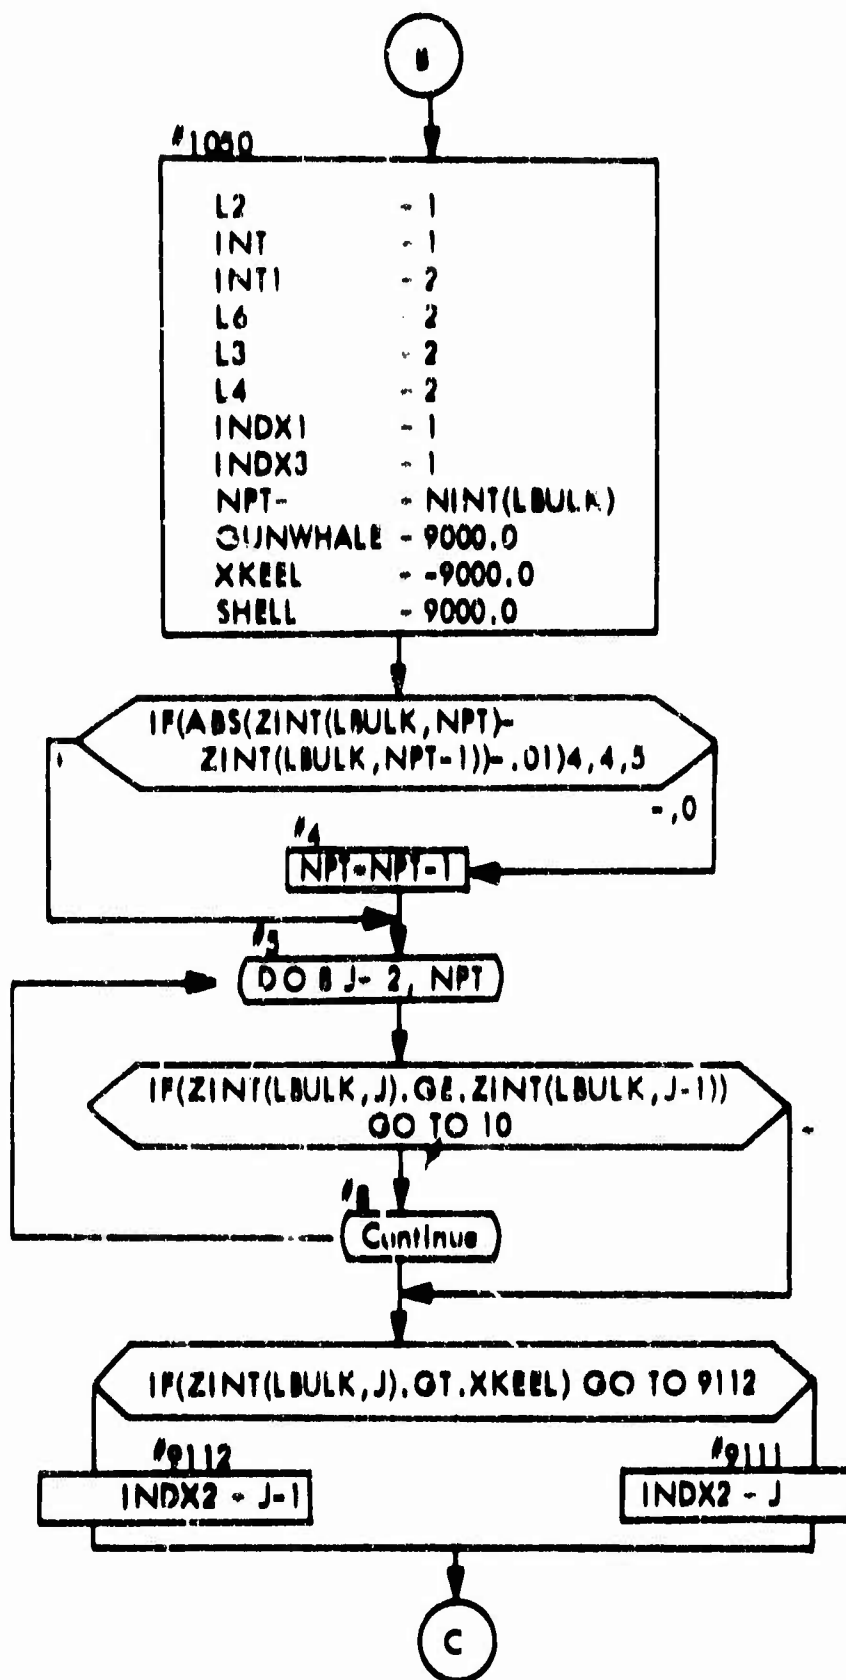 #1050
L2 - 1
INT - 1
INT1 - 2
L6 - 2
L3 - 2
L4 - 2
INDX1 - 1
INDX3 - 1
NPT- - NINT(LBULK)
GUNWHALE - 9000.0
XKEEL - -9000.0
SHELL - 9000.0
IF(ABS(ZINT(LBULK,NPT)-
ZINT(LBULK,NPT-1))-.01)4,4,5
-,0
#4
NPT-NPT-1
#5
DO 8 J- 2, NPT
IF(ZINT(LBULK,J).GE.ZINT(LBULK,J-1))
GO TO 10
-
#8
Continue
IF(ZINT(LBULK,J).GT.XKEEL) GO TO 9112
#9112
INDX2 - J-1
#9111
INDX2 - J
C